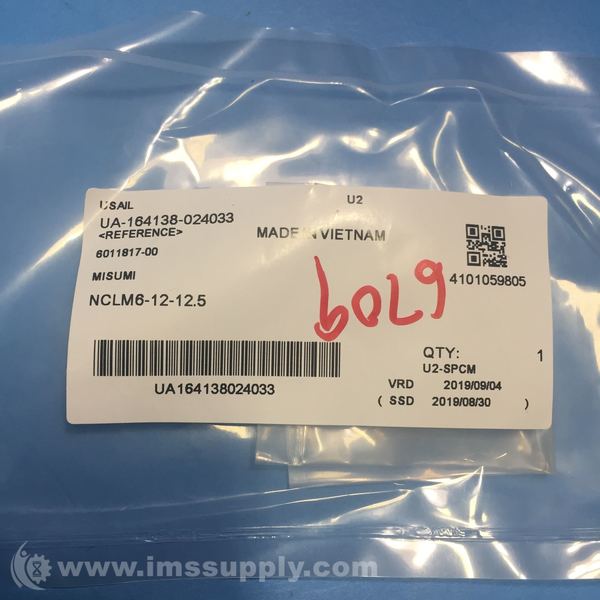 USAIL
U2
UA-164138-024033
<REFERENCE>
MADE IN VIETNAM
6011817-00
MISUMI
4101059805
NCLM6-12-12.5
6709
QTY: 1
U2-SPCM
VRD 2019/09/04
( SSD 2019/08/30 )
UA164138024033
www.imssupply.com